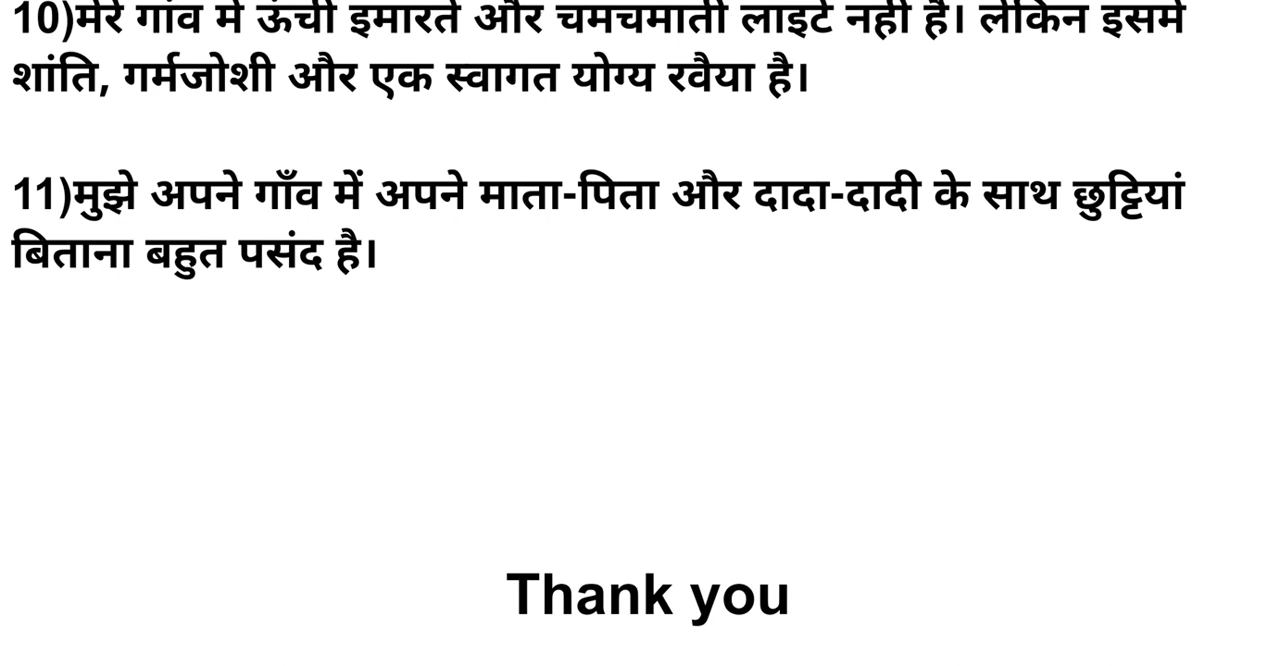 10)मेरे गांव में ऊंची इमारतें और चमचमाती लाइटें नहीं हैं। लेकिन इसमें
शांति, गर्मजोशी और एक स्वागत योग्य रवैया है।
11)मुझे अपने गाँव में अपने माता-पिता और दादा-दादी के साथ छुट्टियां
बिताना बहुत पसंद है।
Thank you